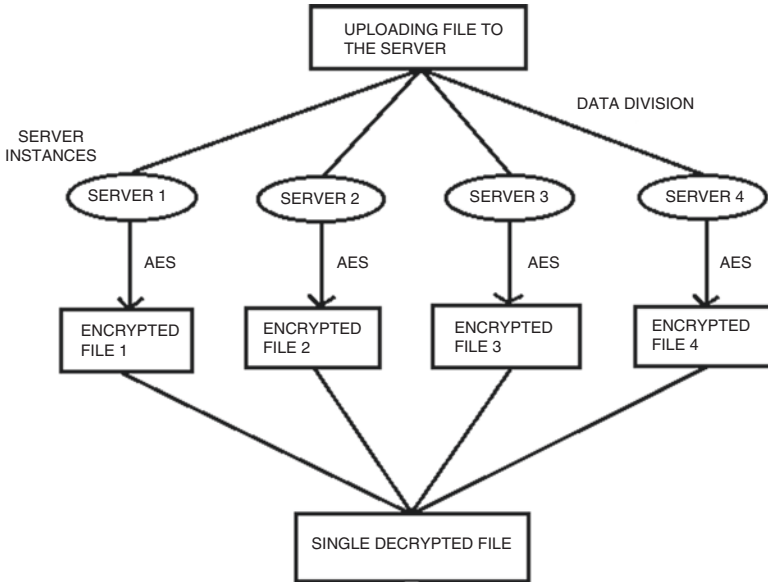 UPLOADING FILE TO
THE SERVER
DATA DIVISION
SERVER
INSTANCES
SERVER 1
SERVER 2
SERVER 3
SERVER 4
AES
AES
AES
AES
ENCRYPTED
FILE 1
ENCRYPTED
FILE 2
ENCRYPTED
FILE 3
ENCRYPTED
FILE 4
SINGLE DECRYPTED FILE